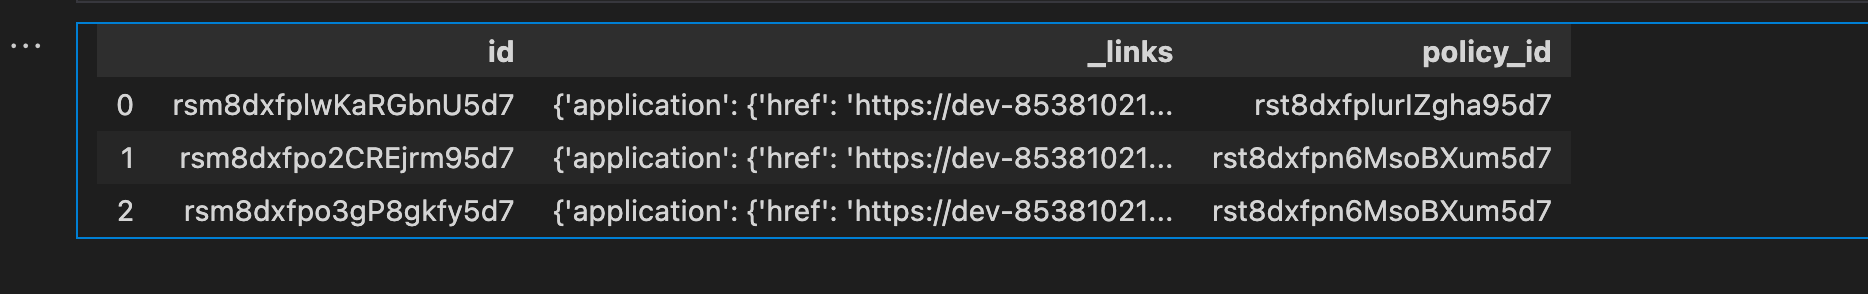 ...
id _links policy_id
0 rsm8dxfplwKaRGbnU5d7 {'application': {'href': 'https://dev-85381021... rst8dxfplurIZgha95d7
1 rsm8dxfpo2CREjrm95d7 {'application': {'href': 'https://dev-85381021... rst8dxfpn6MsoBXum5d7
2 rsm8dxfpo3gP8gkfy5d7 {'application': {'href': 'https://dev-85381021... rst8dxfpn6MsoBXum5d7